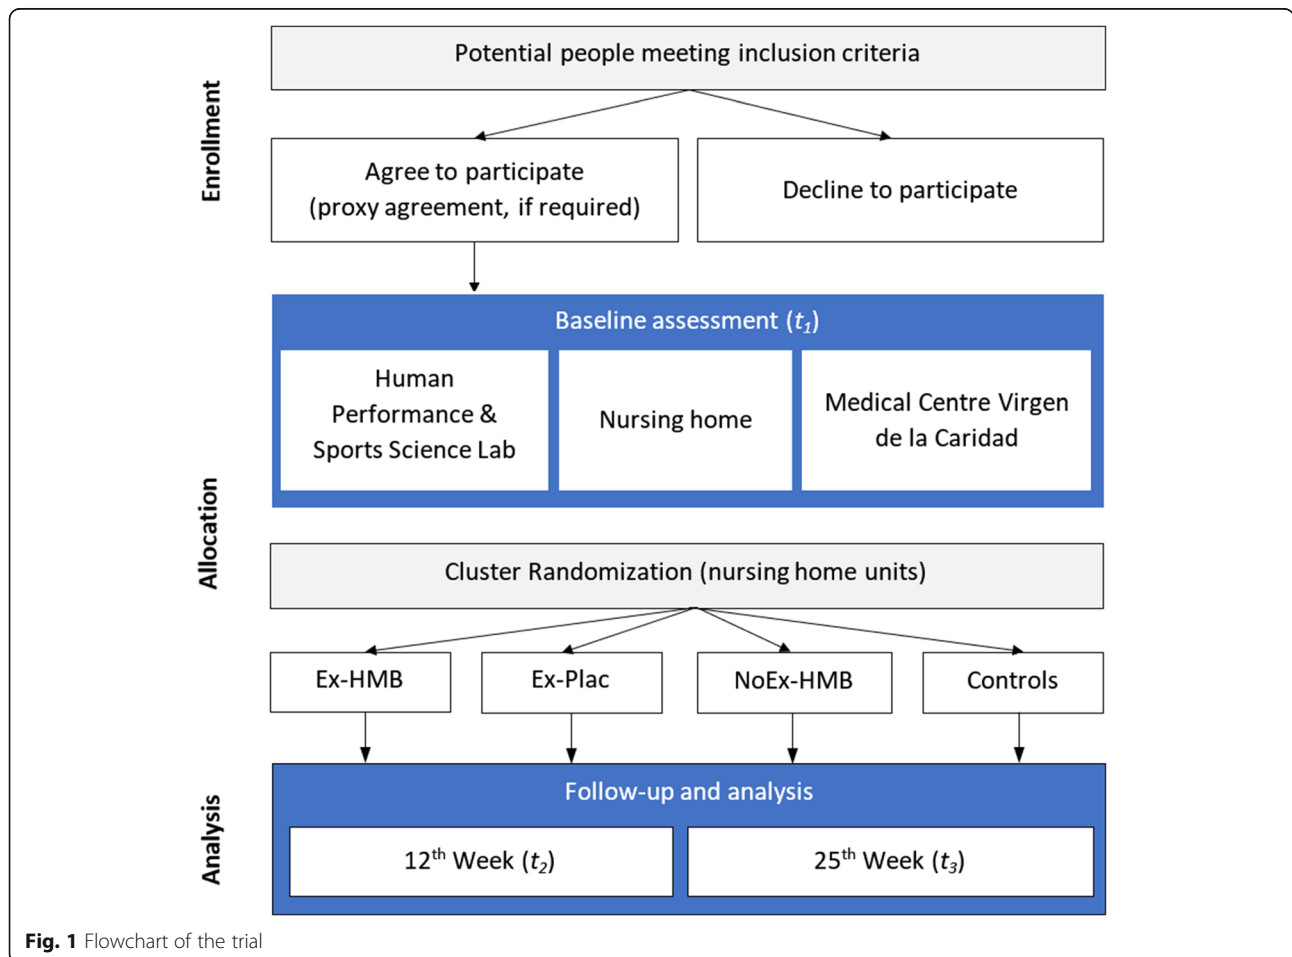 Enrollment
Potential people meeting inclusion criteria
Agree to participate
(proxy agreement, if required)
Decline to participate
Allocation
Baseline assessment (t1)
Human
Performance &
Sports Science Lab
Nursing home
Medical Centre Virgen
de la Caridad
Cluster Randomization (nursing home units)
Ex-HMB
Ex-Plac
NoEx-HMB
Controls
Analysis
Follow-up and analysis
12th Week (t2)
25th Week (t3)
Fig. 1 Flowchart of the trial